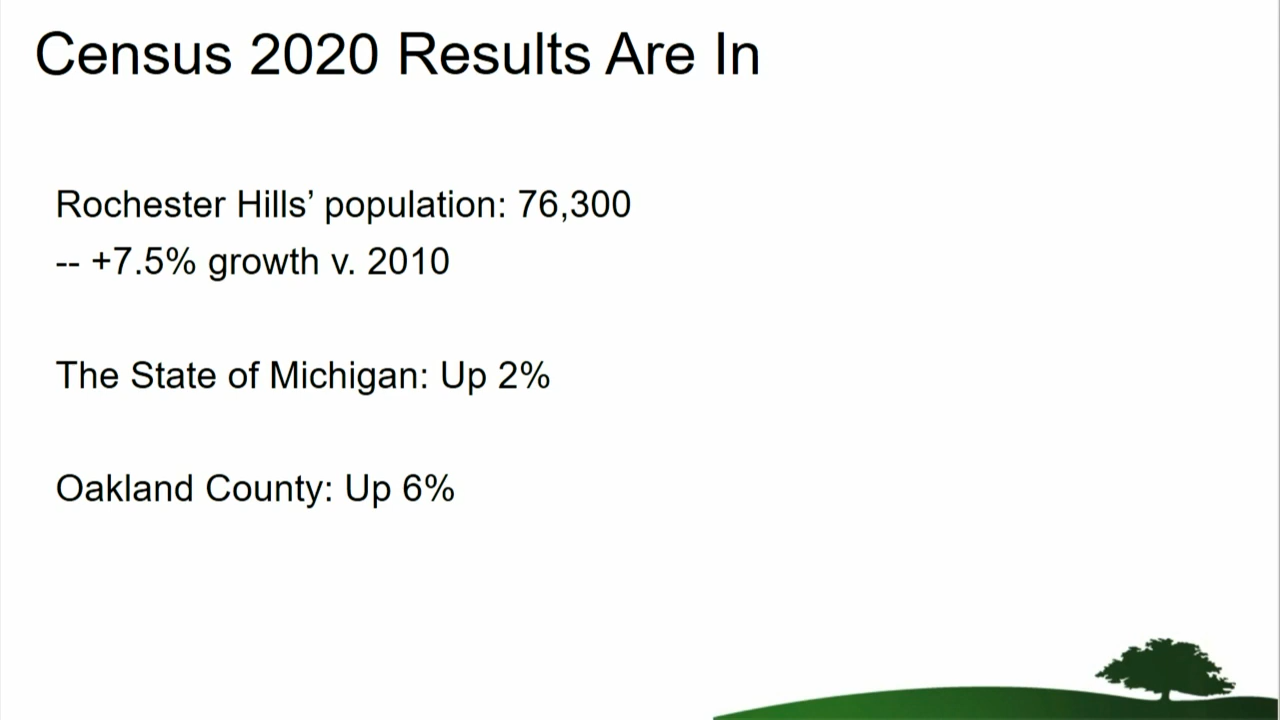 Census 2020 Results Are In
Rochester Hills’ population: 76,300
-- +7.5% growth v. 2010
The State of Michigan: Up 2%
Oakland County: Up 6%